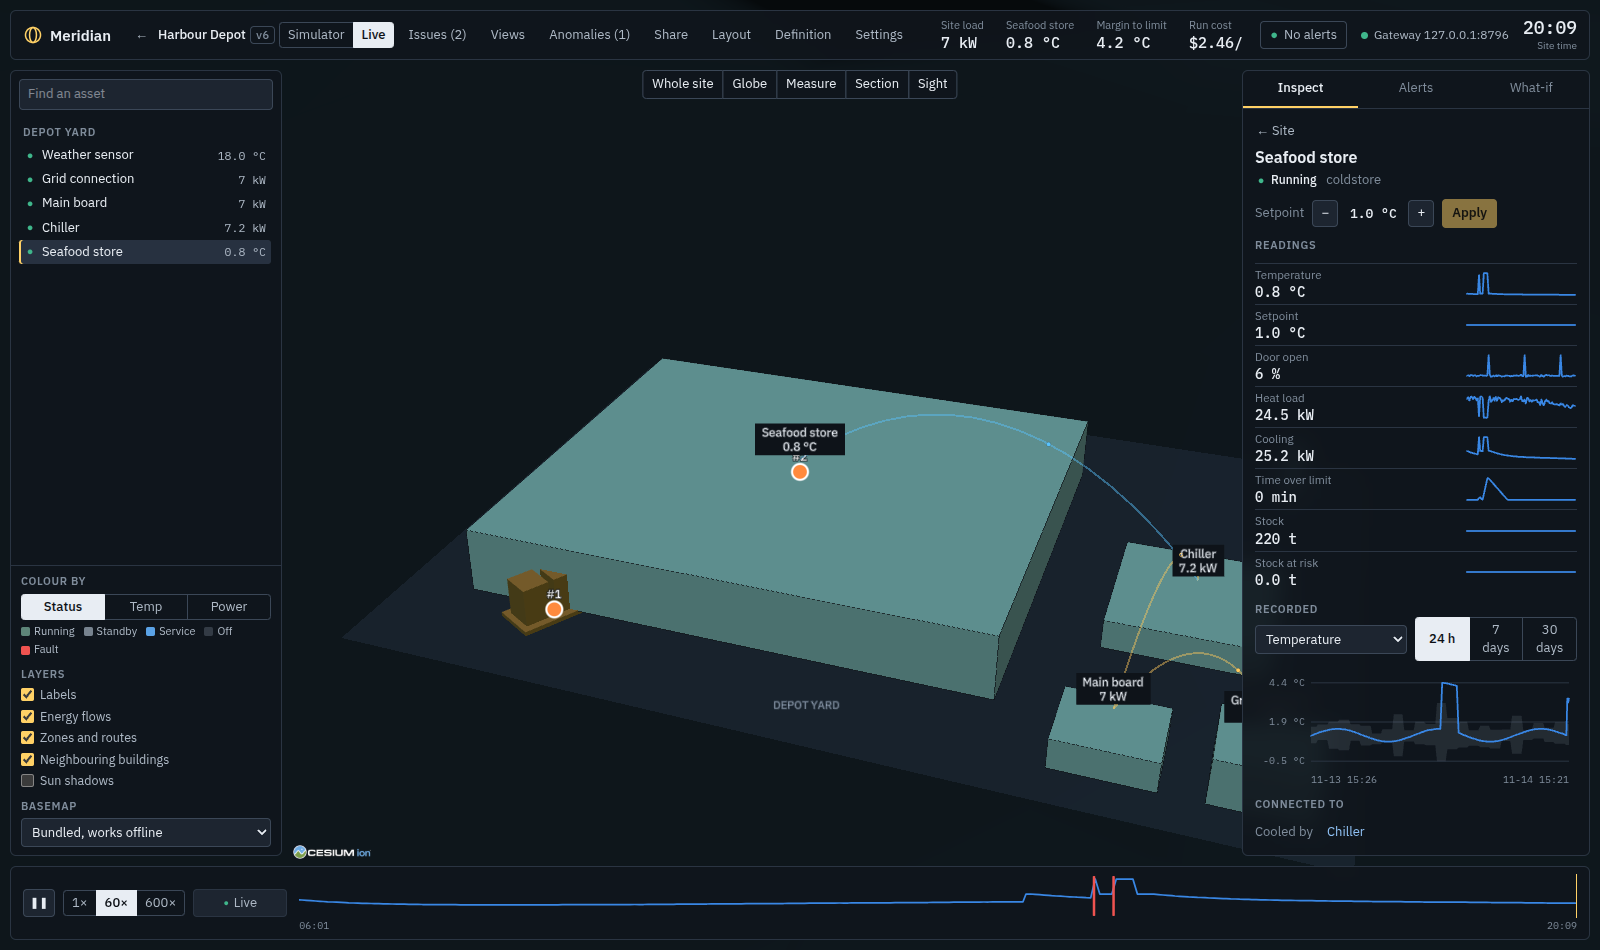 Meridian
← Harbour Depot v6
Simulator Live Issues (2) Views Anomalies (1) Share Layout Definition Settings
Site load
7 kW
Seafood store
0.8 °C
Margin to limit
4.2 °C
Run cost
$2.46/
No alerts
Gateway 127.0.0.1:8796
20:09
Site time
Find an asset
DEPOT YARD
Weather sensor 18.0 °C
Grid connection 7 kW
Main board 7 kW
Chiller 7.2 kW
Seafood store 0.8 °C
COLOUR BY
Status Temp Power
Running Standby Service Off
Fault
LAYERS
Labels
Energy flows
Zones and routes
Neighbouring buildings
Sun shadows
BASEMAP
Bundled, works offline
Whole site Globe Measure Section Sight
Seafood store
0.8 °C
#2
#1
Chiller
7.2 kW
Main board
7 kW
Gr
DEPOT YARD
CESIUM ion
Inspect Alerts What-if
← Site
Seafood store
Running coldstore
Setpoint − 1.0 °C + Apply
READINGS
Temperature
0.8 °C
Setpoint
1.0 °C
Door open
6 %
Heat load
24.5 kW
Cooling
25.2 kW
Time over limit
0 min
Stock
220 t
Stock at risk
0.0 t
RECORDED
Temperature 24 h 7 days 30 days
4.4 °C
1.9 °C
-0.5 °C
11-13 15:26 11-14 15:21
CONNECTED TO
Cooled by Chiller
1× 60× 600× Live
06:01 20:09